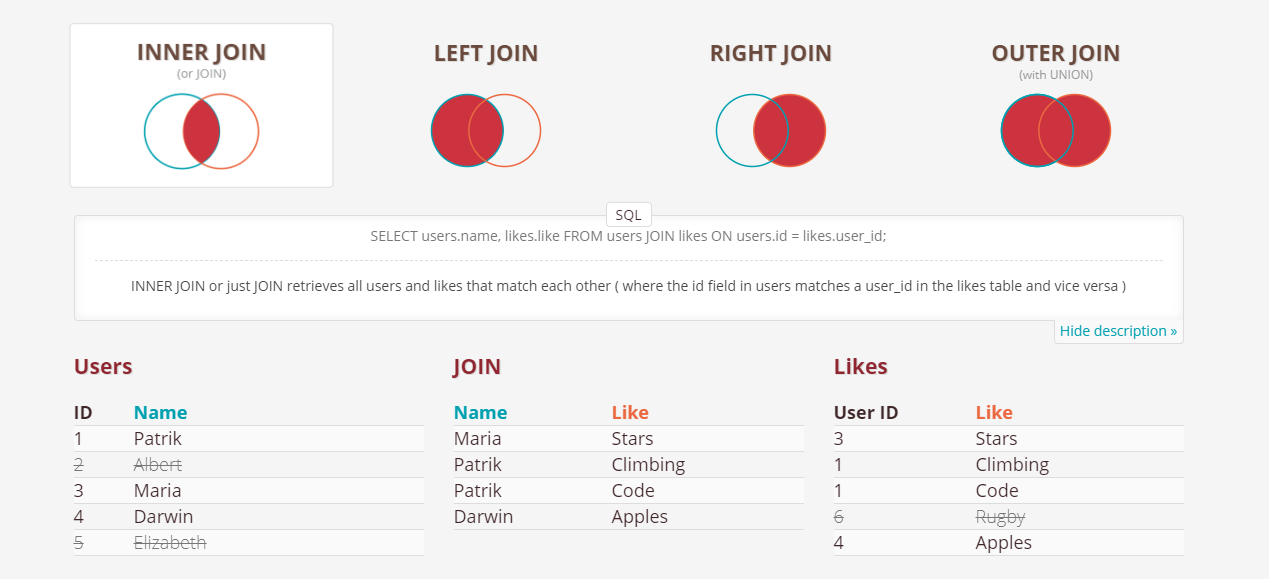 INNER JOIN
(or JOIN)
LEFT JOIN
RIGHT JOIN
OUTER JOIN
(with UNION)
SQL
SELECT users.name, likes.like FROM users JOIN likes ON users.id = likes.user_id;
INNER JOIN or just JOIN retrieves all users and likes that match each other ( where the id field in users matches a user_id in the likes table and vice versa )
Hide description »
Users
ID Name
1 Patrik
2 Albert
3 Maria
4 Darwin
5 Elizabeth
JOIN
Name Like
Maria Stars
Patrik Climbing
Patrik Code
Darwin Apples
Likes
User ID Like
3 Stars
1 Climbing
1 Code
6 Rugby
4 Apples